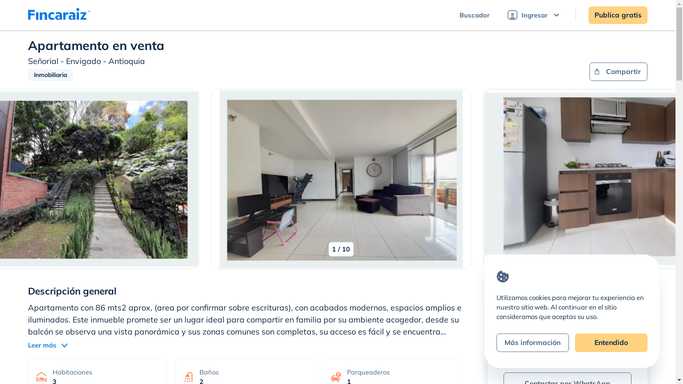 Fincaraiz
Buscador
Ingresar
Publica gratis
Apartamento en venta
Señorial - Envigado - Antioquia
Inmobiliaria
Compartir
1 / 10
Descripción general
Apartamento con 86 mts2 aprox, (area por confirmar sobre escrituras), con acabados modernos, espacios amplios e
iluminados. Este inmueble promete ser un lugar ideal para compartir en familia por su ambiente acogedor, desde su
balcón se observa una vista panorámica y sus zonas comunes son completas, su acceso es fácil y se encuentra...
Leer más
Habitaciones
3
Baños
2
Parqueaderos
1
Utilizamos cookies para mejorar tu experiencia en
nuestro sitio web. Al continuar en el sitio
consideramos que aceptas su uso.
Más información
Entendido
Contactar por WhatsApp